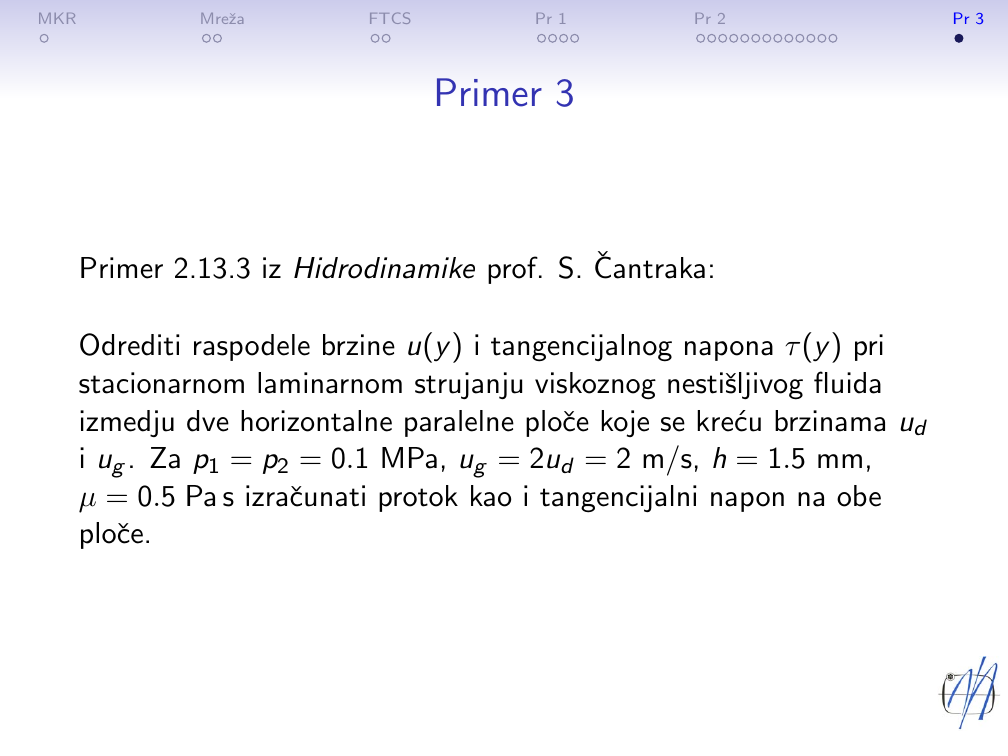 MKR Mreža FTCS Pr 1 Pr 2 Pr 3
Primer 3
Primer 2.13.3 iz Hidrodinamike prof. S. Čantraka:
Odrediti raspodele brzine u(y) i tangencijalnog napona τ(y) pri
stacionarnom laminarnom strujanju viskoznog nestišljivog fluida
izmedju dve horizontalne paralelne ploče koje se kreću brzinama u_d
i u_g. Za p_1 = p_2 = 0.1 MPa, u_g = 2u_d = 2 m/s, h = 1.5 mm,
μ = 0.5 Pa s izračunati protok kao i tangencijalni napon na obe
ploče.